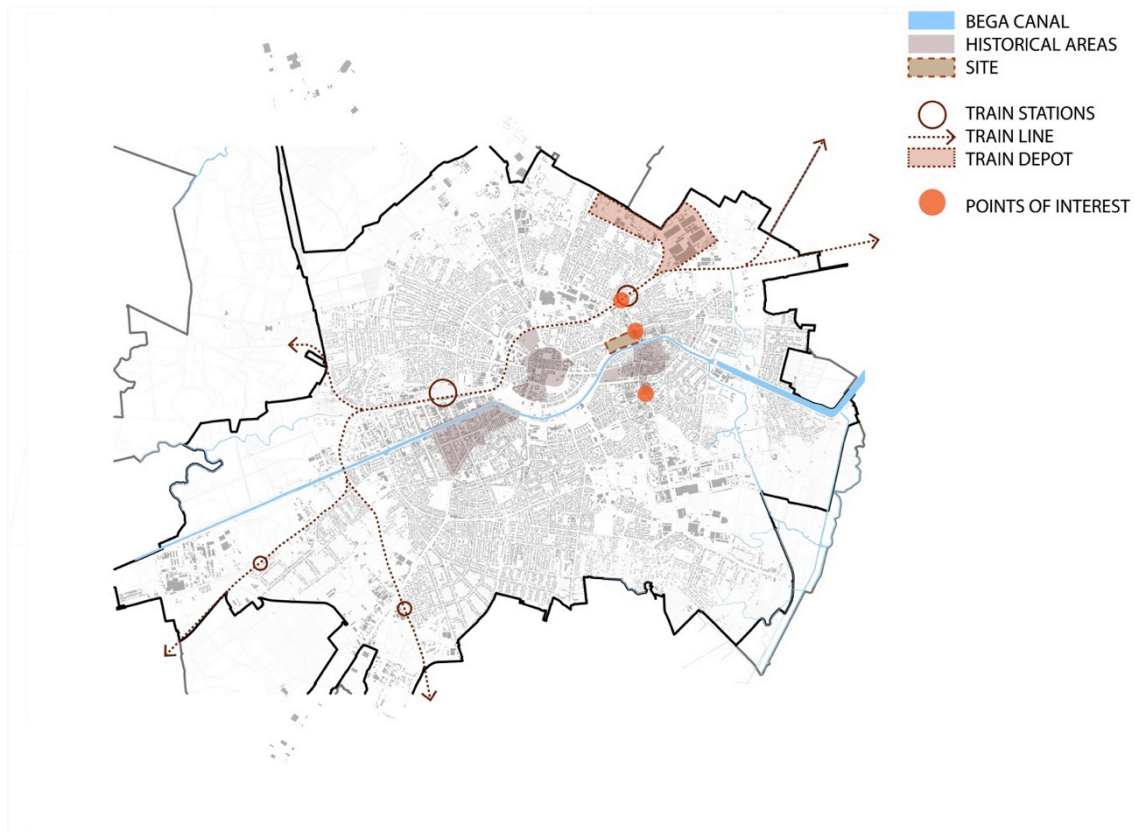 BEGA CANAL
HISTORICAL AREAS
SITE
TRAIN STATIONS
TRAIN LINE
TRAIN DEPOT
POINTS OF INTEREST